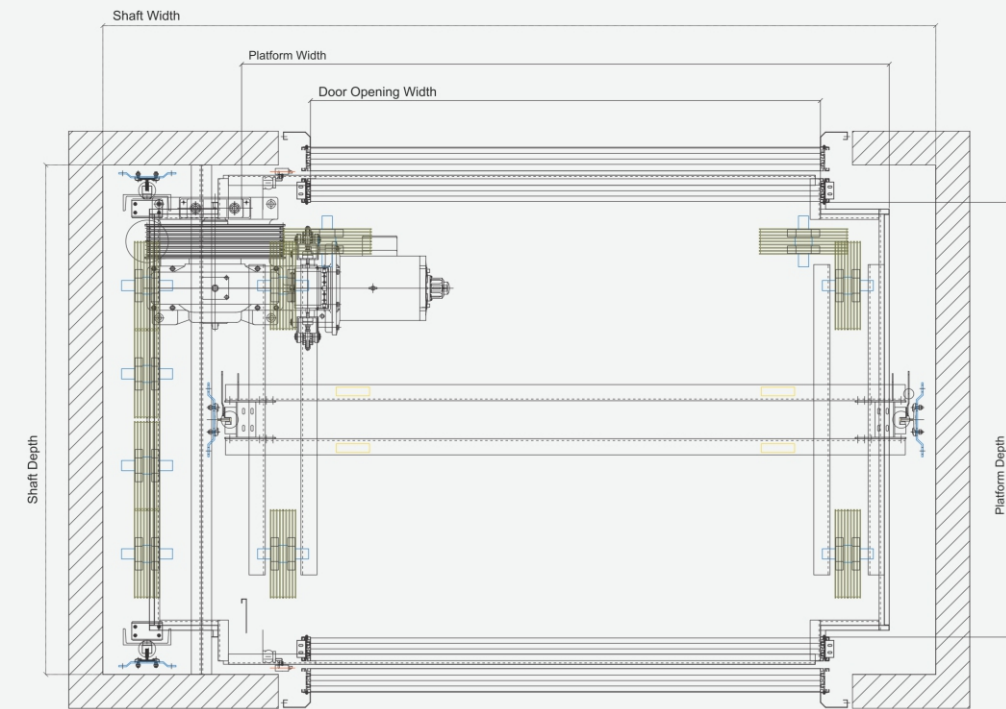 Shaft Width
Platform Width
Door Opening Width
Shaft Depth
Platform Depth